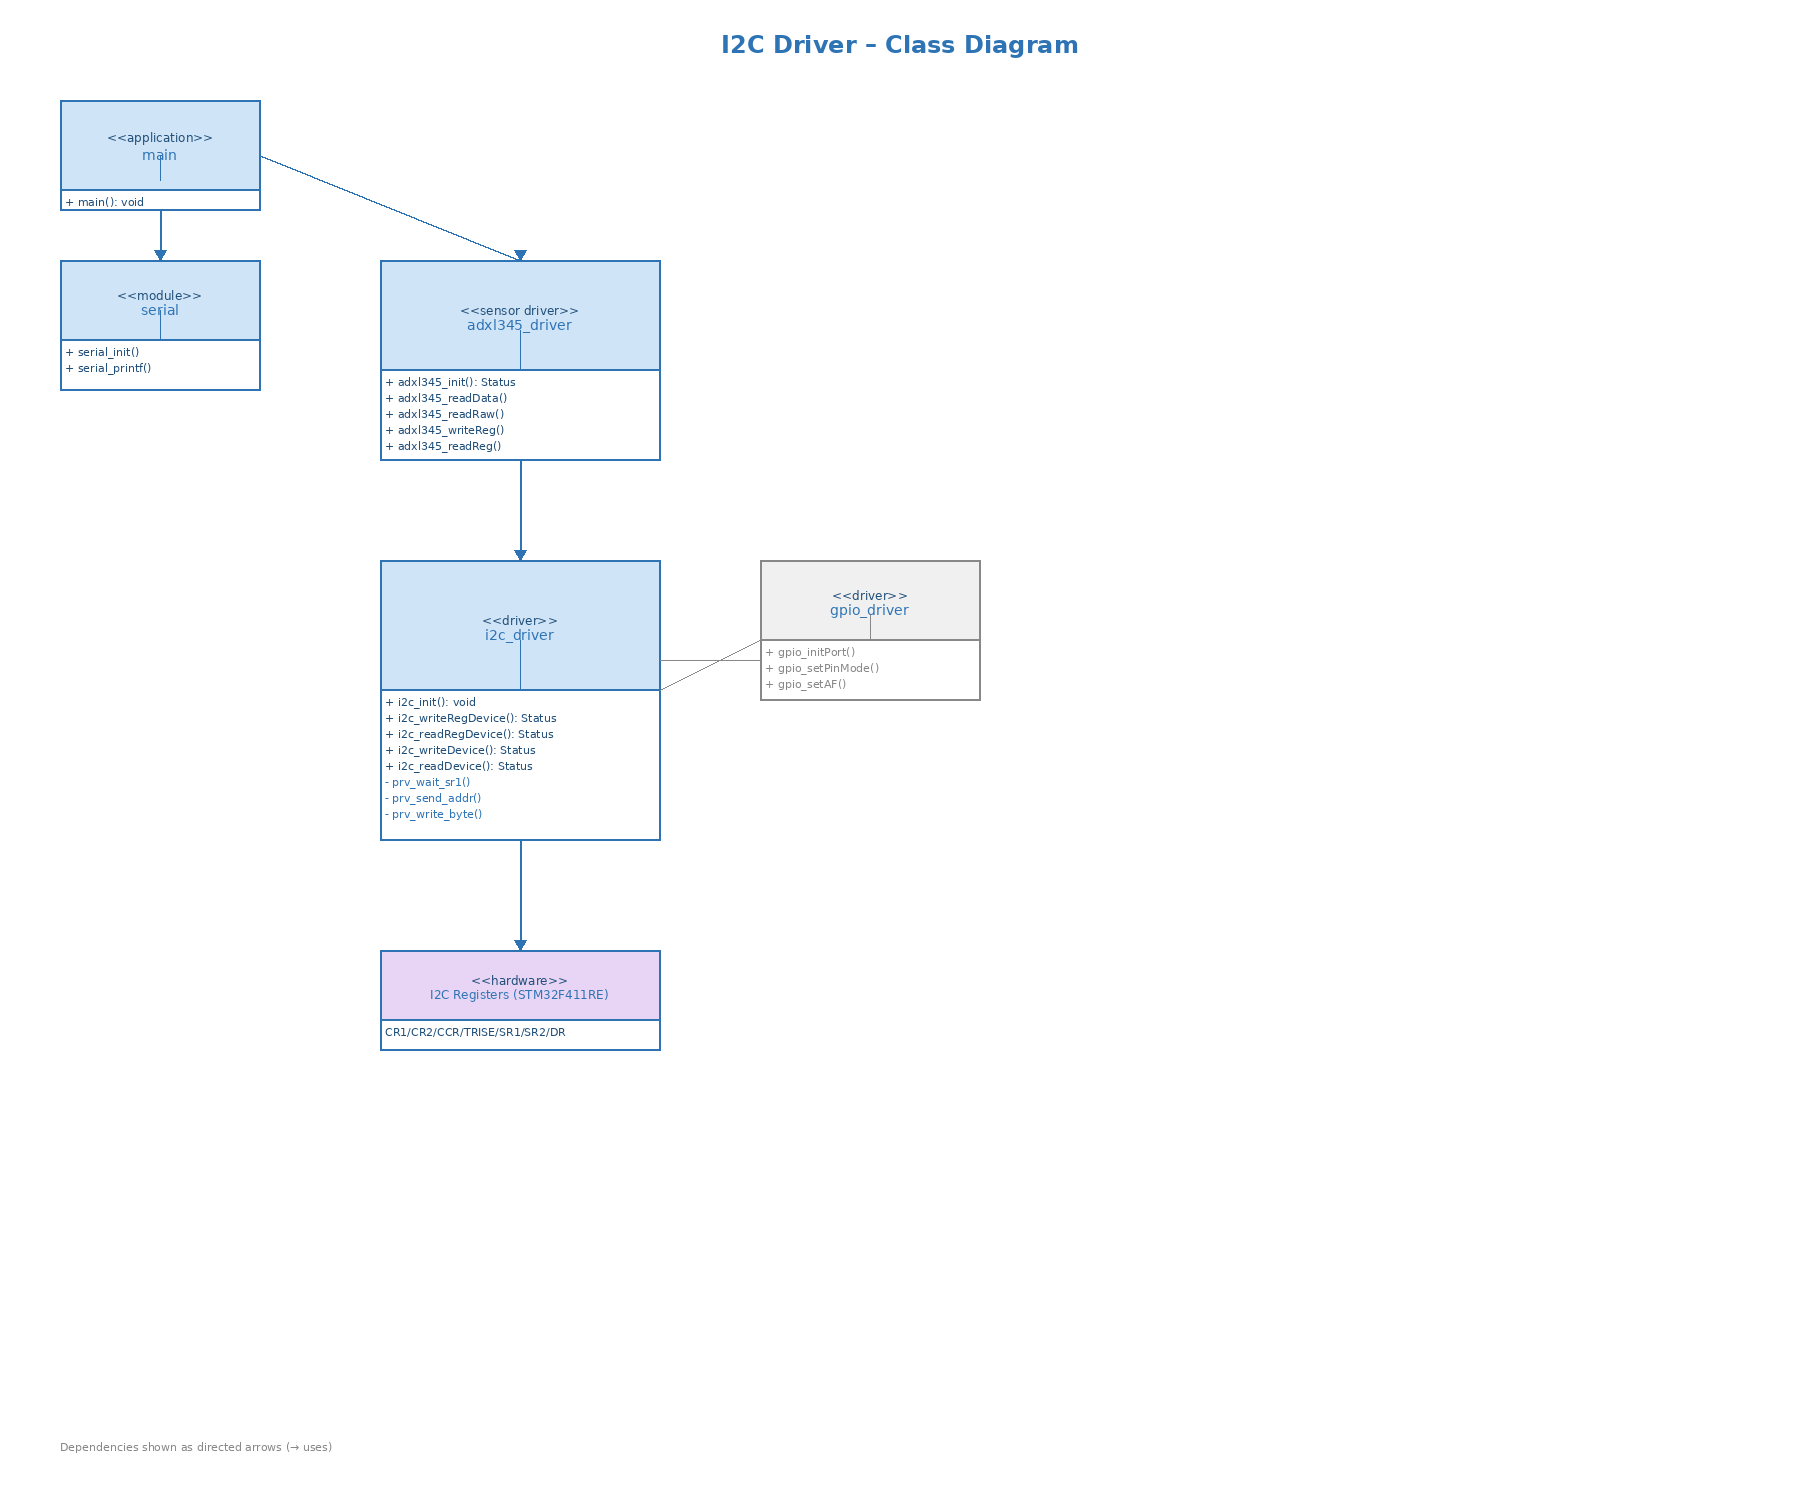 I2C Driver – Class Diagram
<<application>>
main
+ main(): void
<<module>>
serial
+ serial_init()
+ serial_printf()
<<sensor driver>>
adxl345_driver
+ adxl345_init(): Status
+ adxl345_readData()
+ adxl345_readRaw()
+ adxl345_writeReg()
+ adxl345_readReg()
<<driver>>
i2c_driver
+ i2c_init(): void
+ i2c_writeRegDevice(): Status
+ i2c_readRegDevice(): Status
+ i2c_writeDevice(): Status
+ i2c_readDevice(): Status
- prv_wait_sr1()
- prv_send_addr()
- prv_write_byte()
<<driver>>
gpio_driver
+ gpio_initPort()
+ gpio_setPinMode()
+ gpio_setAF()
<<hardware>>
I2C Registers (STM32F411RE)
CR1/CR2/CCR/TRISE/SR1/SR2/DR
Dependencies shown as directed arrows (→ uses)